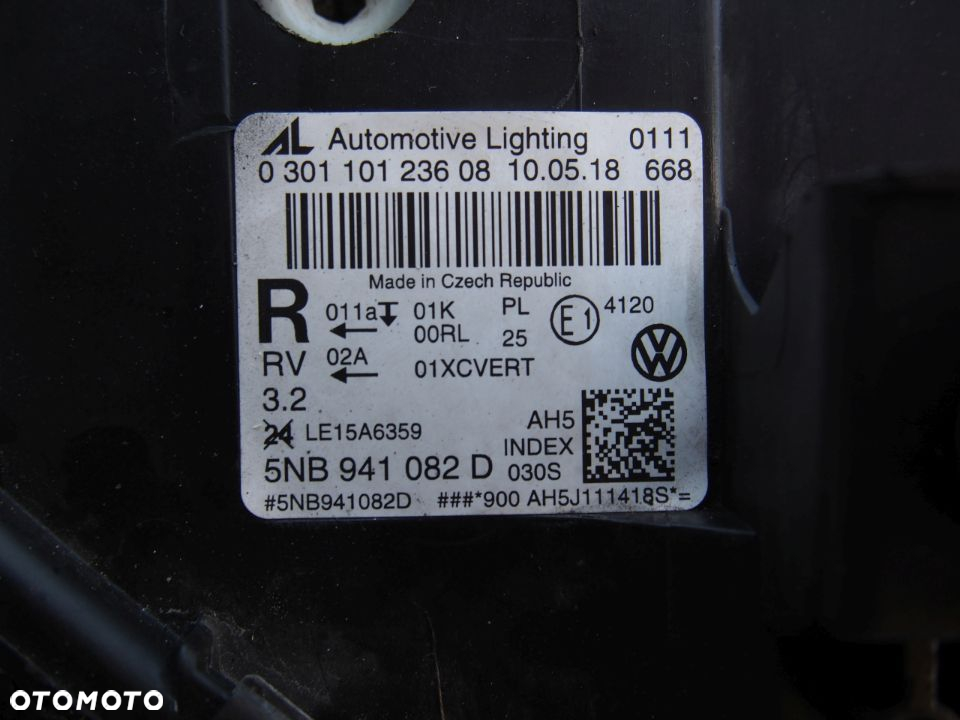 AL Automotive Lighting 0111
0 301 101 236 08 10.05.18 668
Made in Czech Republic
R 011a 01K PL E1 4120
00RL 25
RV 02A 01XCVERT
3.2
24 LE15A6359 AH5
INDEX
5NB 941 082 D 030S
#5NB941082D ###*900 AH5J111418S*=
OTOMOTO